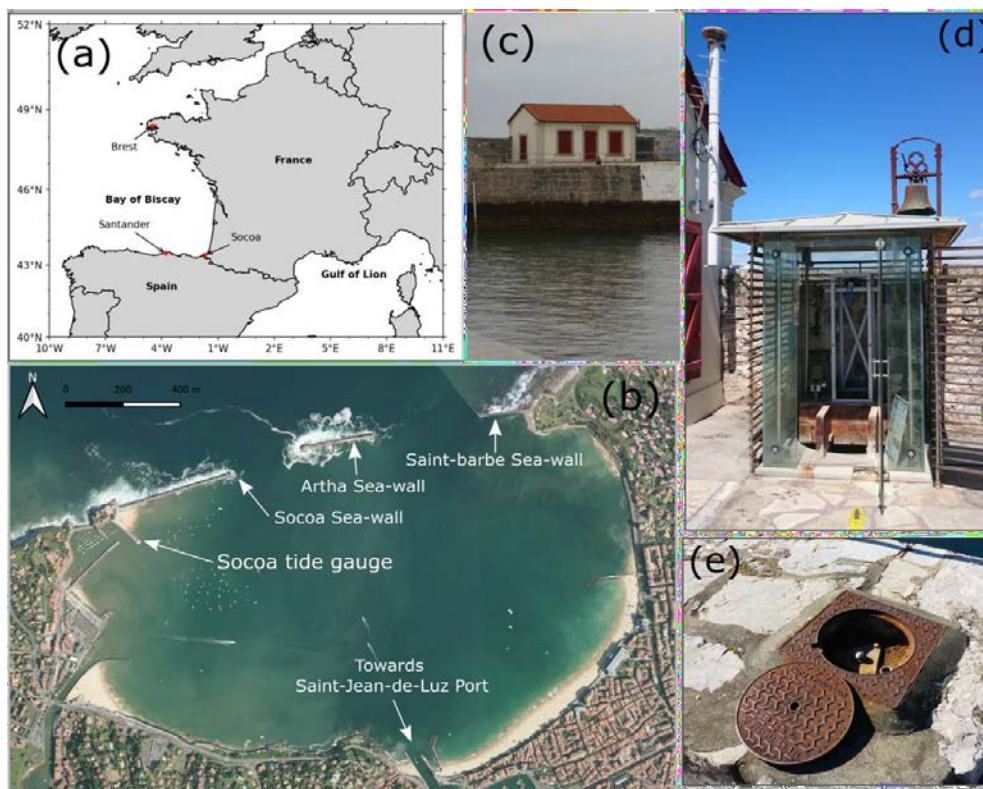 (a)
52°N
49°N
46°N
43°N
40°N
10°W
7°W
4°W
1°W
2°E
5°E
8°E
11°E
Brest
France
Bay of Biscay
Santander
Socoa
Gulf of Lion
Spain
(b)
N
0 200 400 m
Saint-barbe Sea-wall
Artha Sea-wall
Socoa Sea-wall
Socoa tide gauge
Towards
Saint-Jean-de-Luz Port
(c)
(d)
(e)